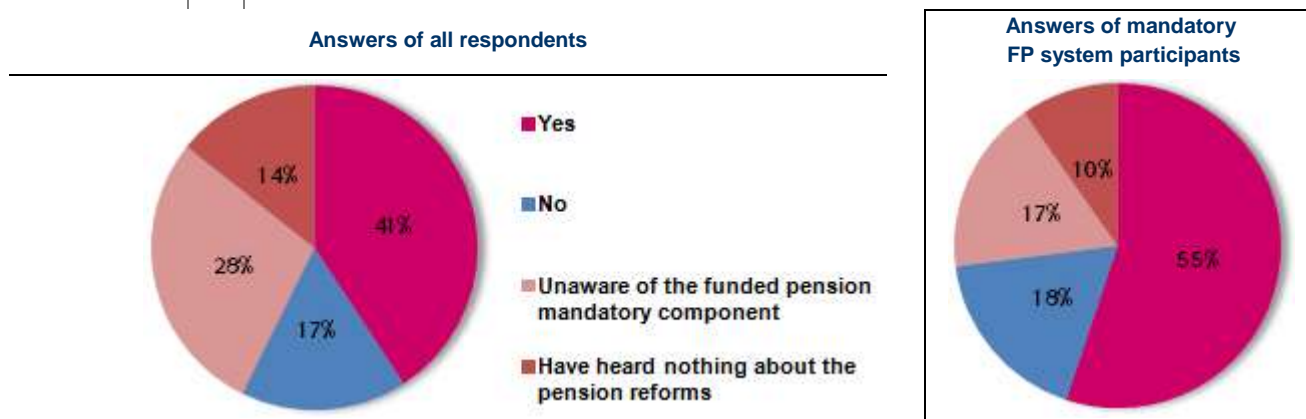 Answers of all respondents
14%
41%
28%
17%
Yes
No
Unaware of the funded pension
mandatory component
Have heard nothing about the
pension reforms
Answers of mandatory
FP system participants
10%
17%
55%
18%